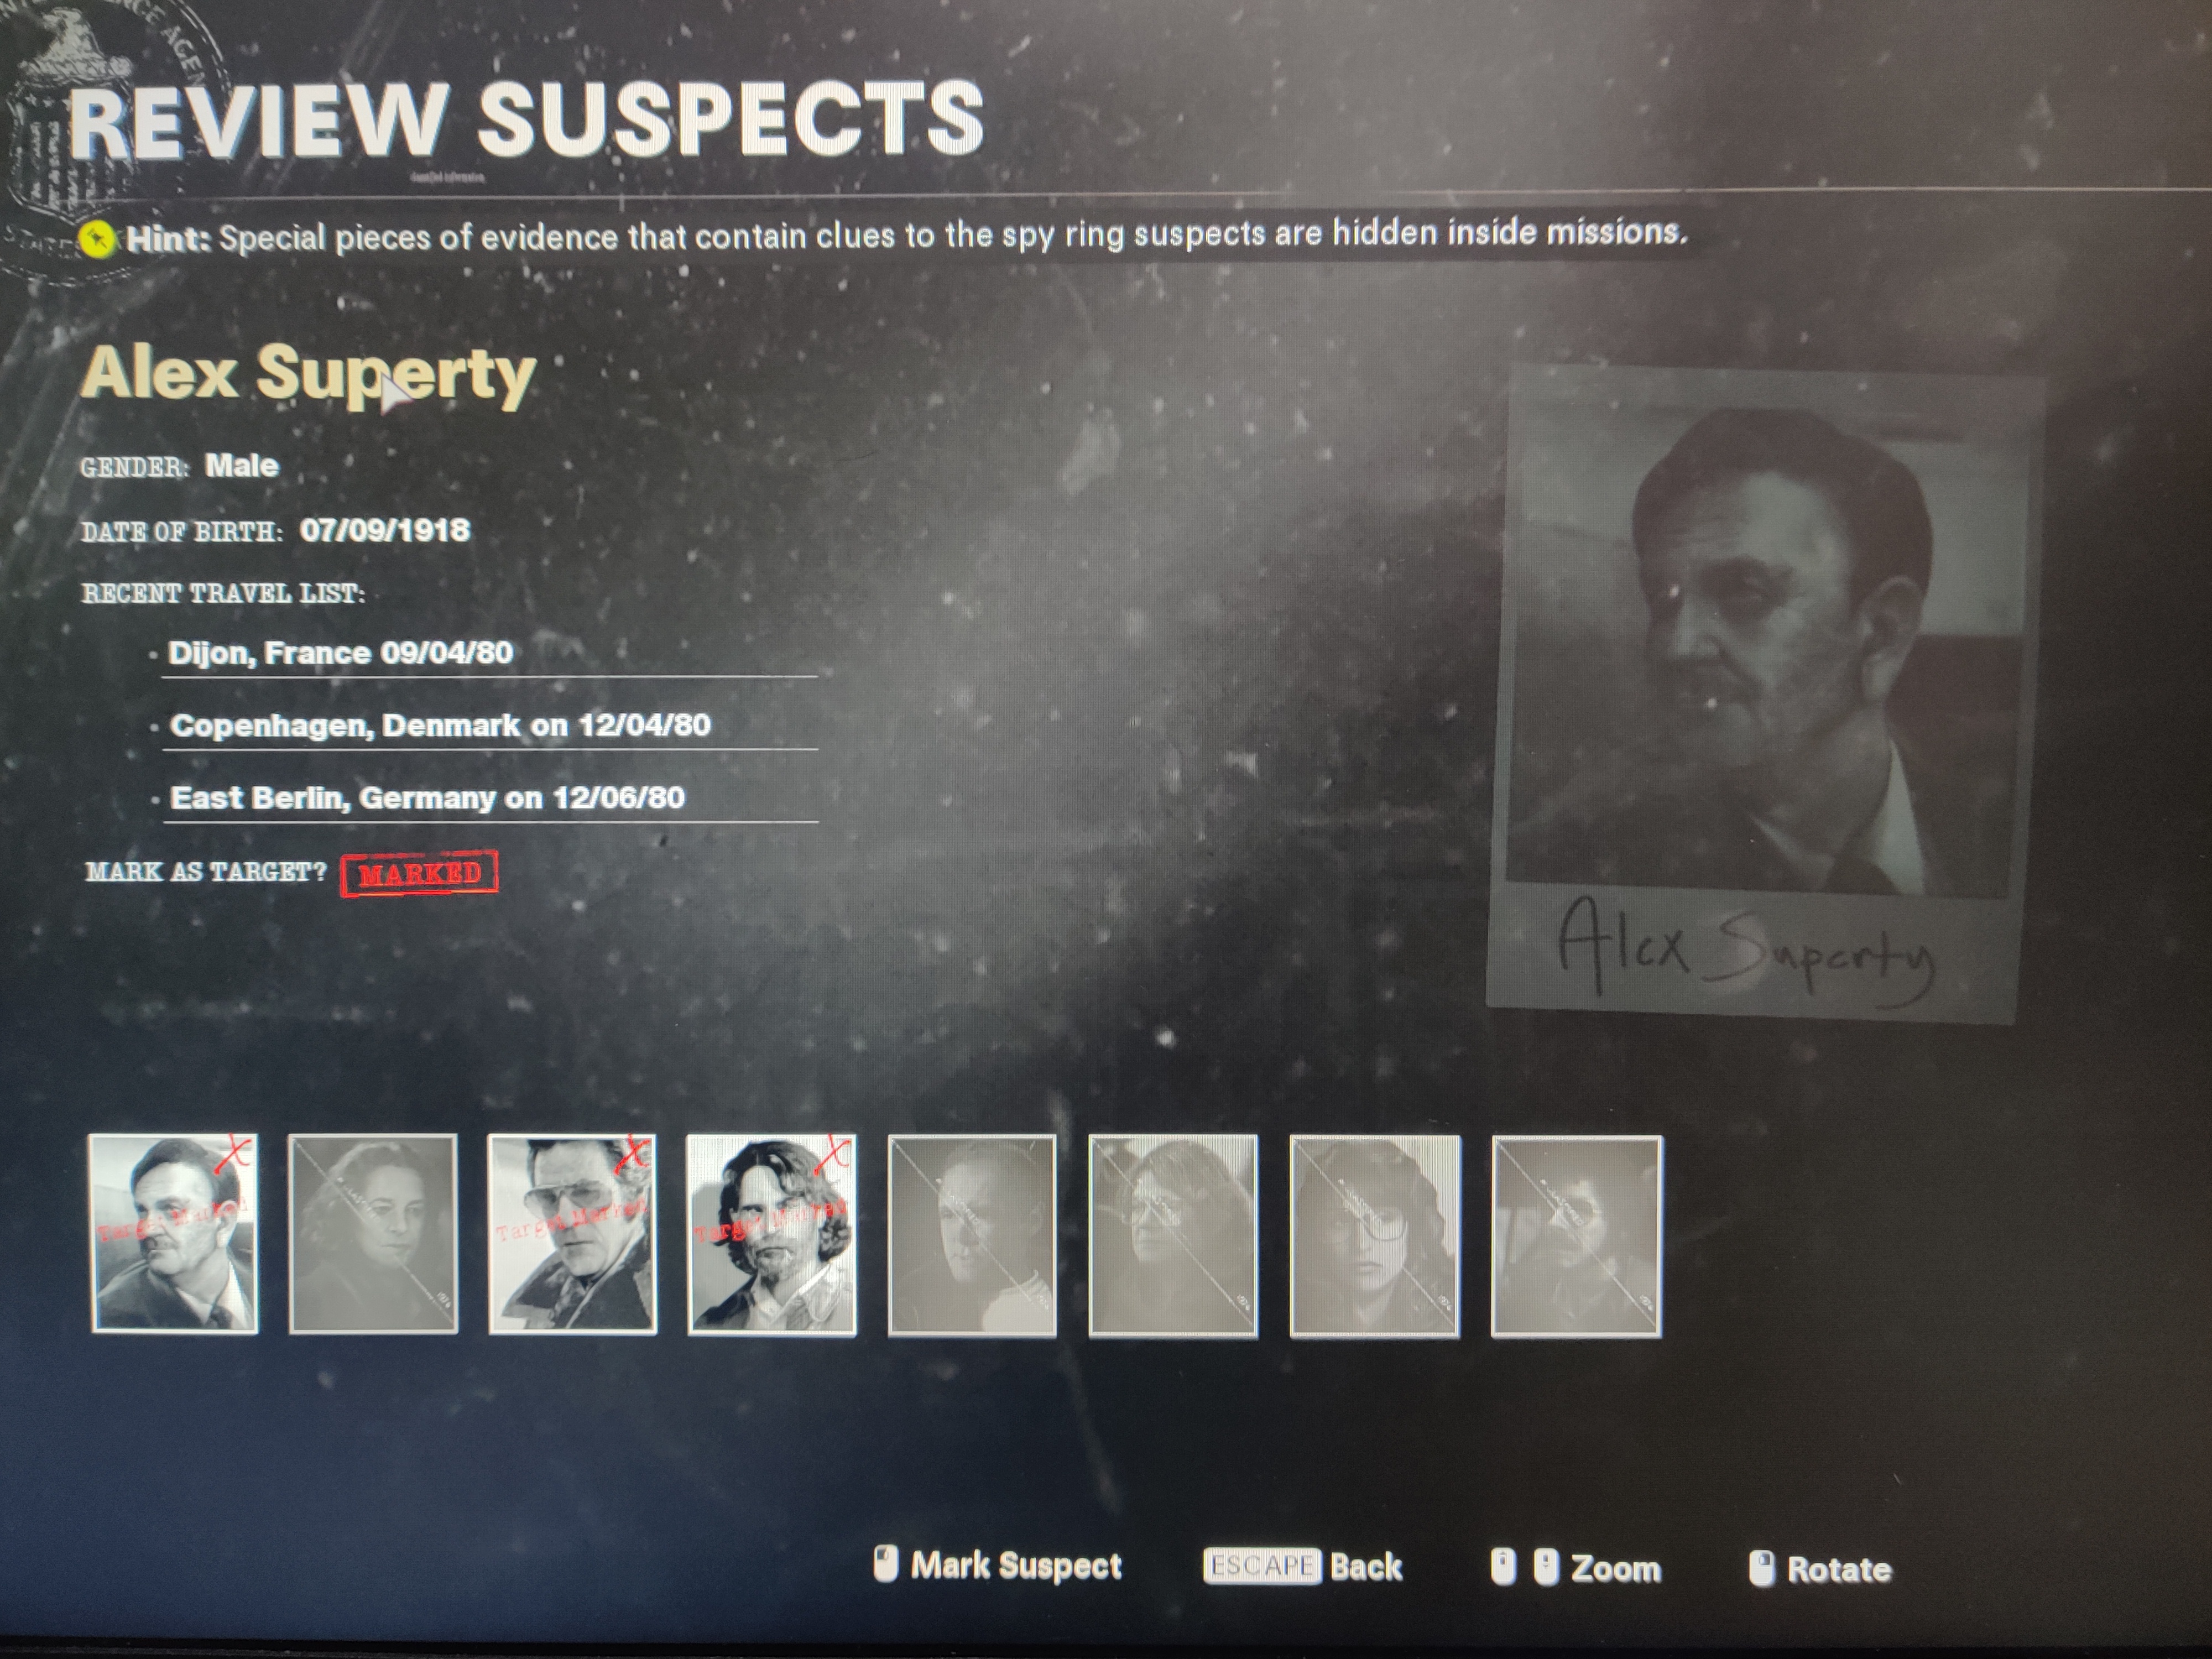 REVIEW SUSPECTS
Hint: Special pieces of evidence that contain clues to the spy ring suspects are hidden inside missions.
Alex Superty
GENDER: Male
DATE OF BIRTH: 07/09/1918
RECENT TRAVEL LIST:
• Dijon, France 09/04/80
• Copenhagen, Denmark on 12/04/80
• East Berlin, Germany on 12/06/80
MARK AS TARGET? MARKED
Alex Superty
Target Marked
Target Marked
Target Marked
Mark Suspect
ESCAPE Back
Zoom
Rotate